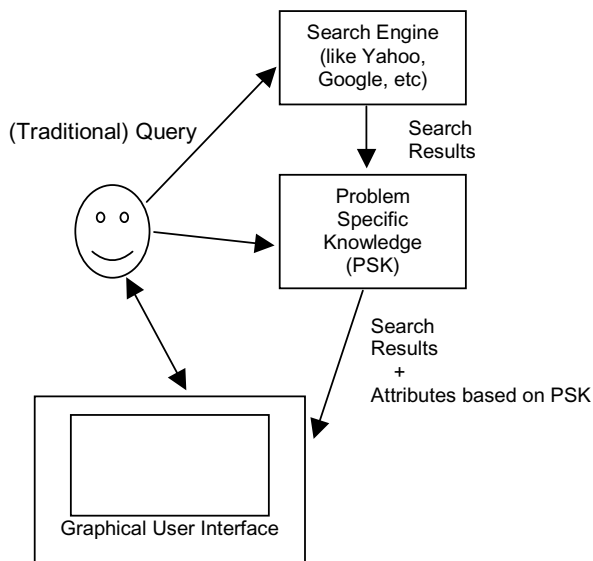 Search Engine
(like Yahoo,
Google, etc)
(Traditional) Query
Search
Results
Problem
Specific
Knowledge
(PSK)
Search
Results
+
Attributes based on PSK
Graphical User Interface